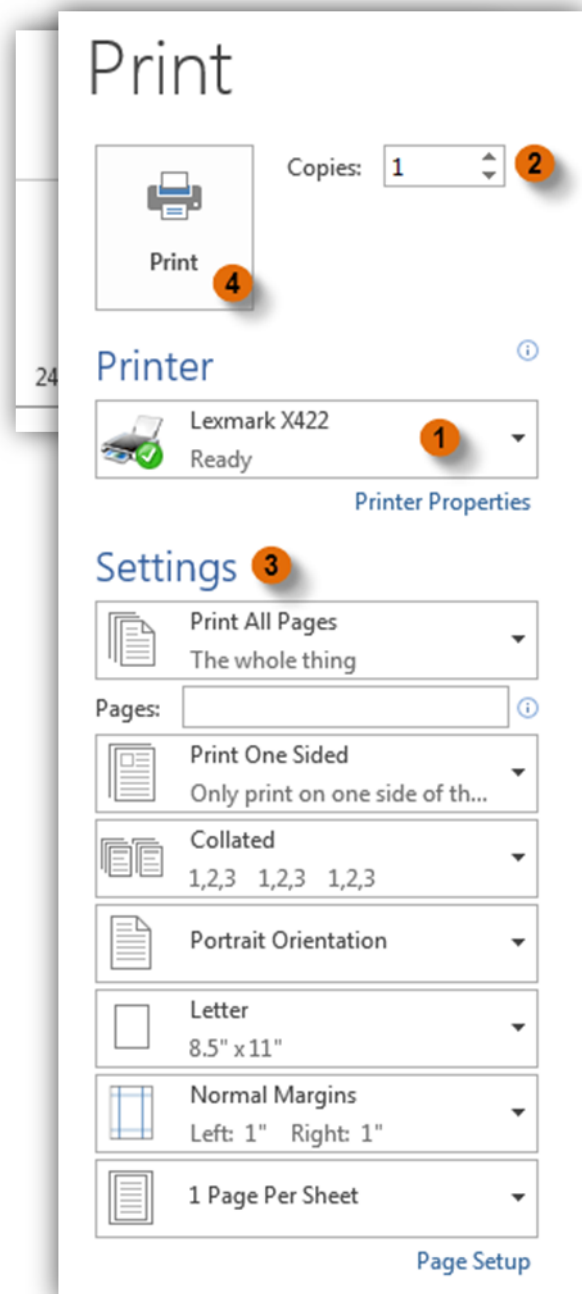 Print
Copies: 1 2
Print
4
24
Printer
Lexmark X422
1
Ready
Printer Properties
Settings 3
Print All Pages
The whole thing
Pages:
Print One Sided
Only print on one side of th...
Collated
1,2,3 1,2,3 1,2,3
Portrait Orientation
Letter
8.5" x 11"
Normal Margins
Left: 1" Right: 1"
1 Page Per Sheet
Page Setup